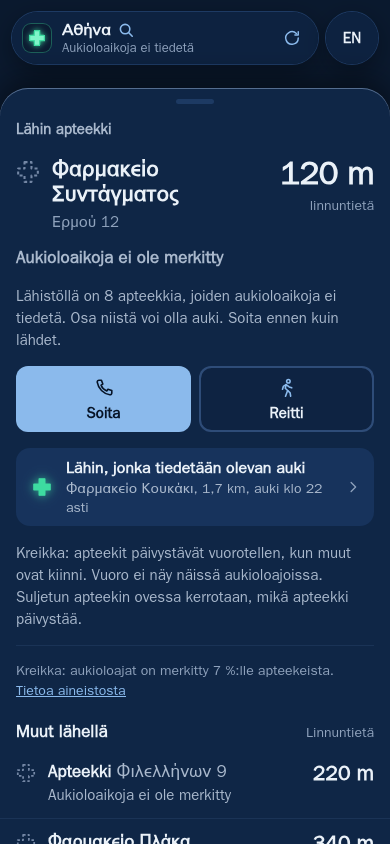 Αθήνα
Aukioloaikoja ei tiedetä
EN
Lähin apteekki
Φαρμακείο
Συντάγματος
120 m
Ερμού 12
linnuntietä
Aukioloaikoja ei ole merkitty
Lähistöllä on 8 apteekkia, joiden aukioloaikoja ei
tiedetä. Osa niistä voi olla auki. Soita ennen kuin
lähdet.
Soita
Reitti
Lähin, jonka tiedetään olevan auki
Φαρμακείο Κουκάκι, 1,7 km, auki klo 22
asti
Kreikka: apteekit päivystävät vuorotellen, kun muut
ovat kiinni. Vuoro ei näy näissä aukioloajoissa.
Suljetun apteekin ovessa kerrotaan, mikä apteekki
päivystää.
Kreikka: aukioloajat on merkitty 7 %:lle apteekeista.
Tietoa aineistosta
Muut lähellä
Linnuntietä
Apteekki Φιλελλήνων 9
220 m
Aukioloaikoja ei ole merkitty
Φαρμακείο Πλάκα
340 m